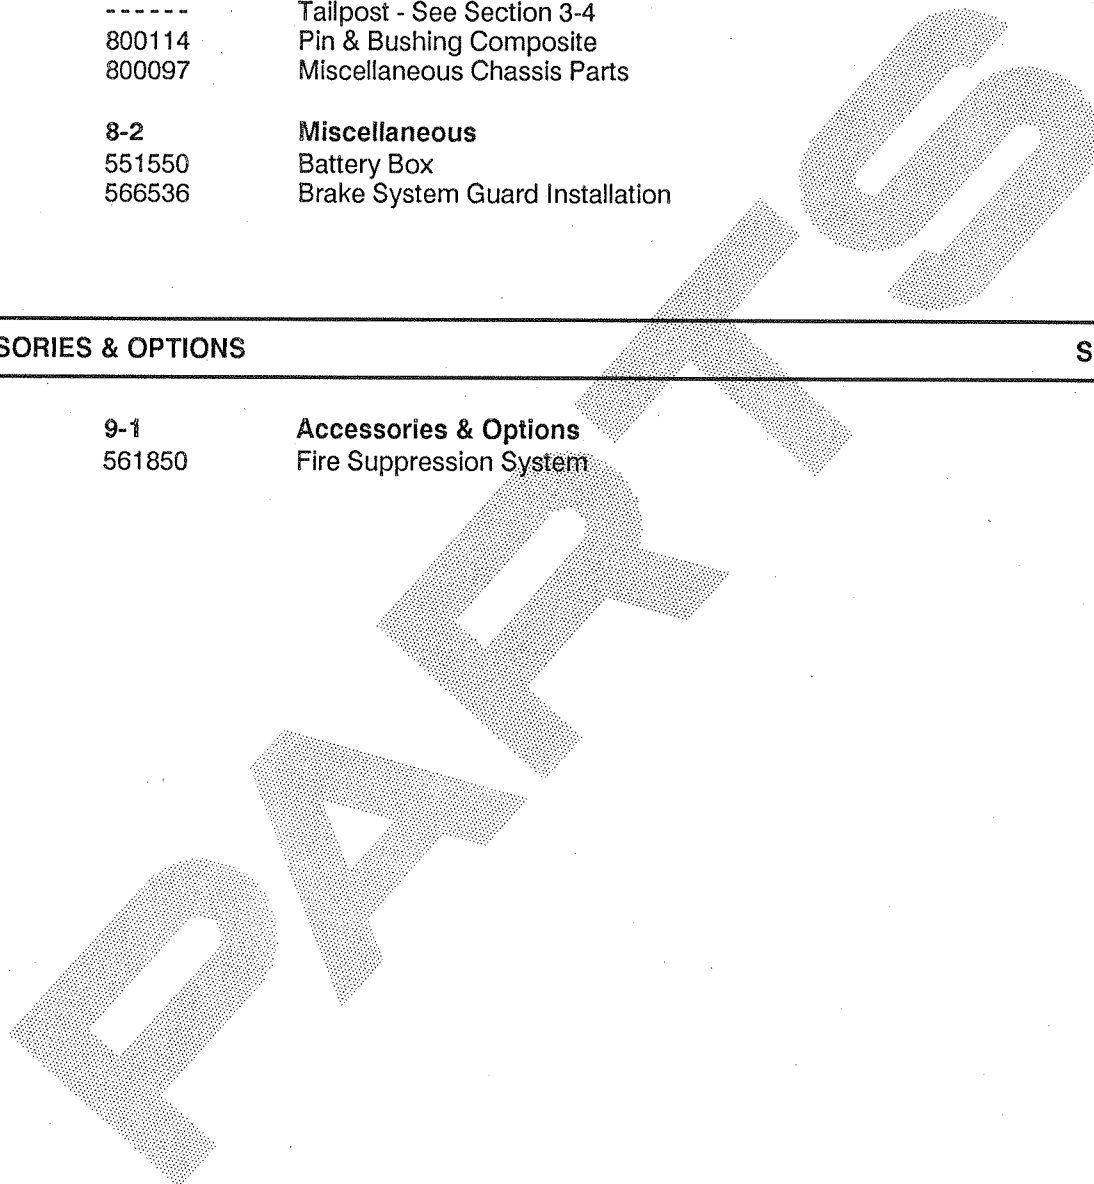 ------ Tailpost - See Section 3-4
800114 Pin & Bushing Composite
800097 Miscellaneous Chassis Parts
8-2 Miscellaneous
551550 Battery Box
566536 Brake System Guard Installation
SORIES & OPTIONS S
9-1 Accessories & Options
561850 Fire Suppression System
PARTS